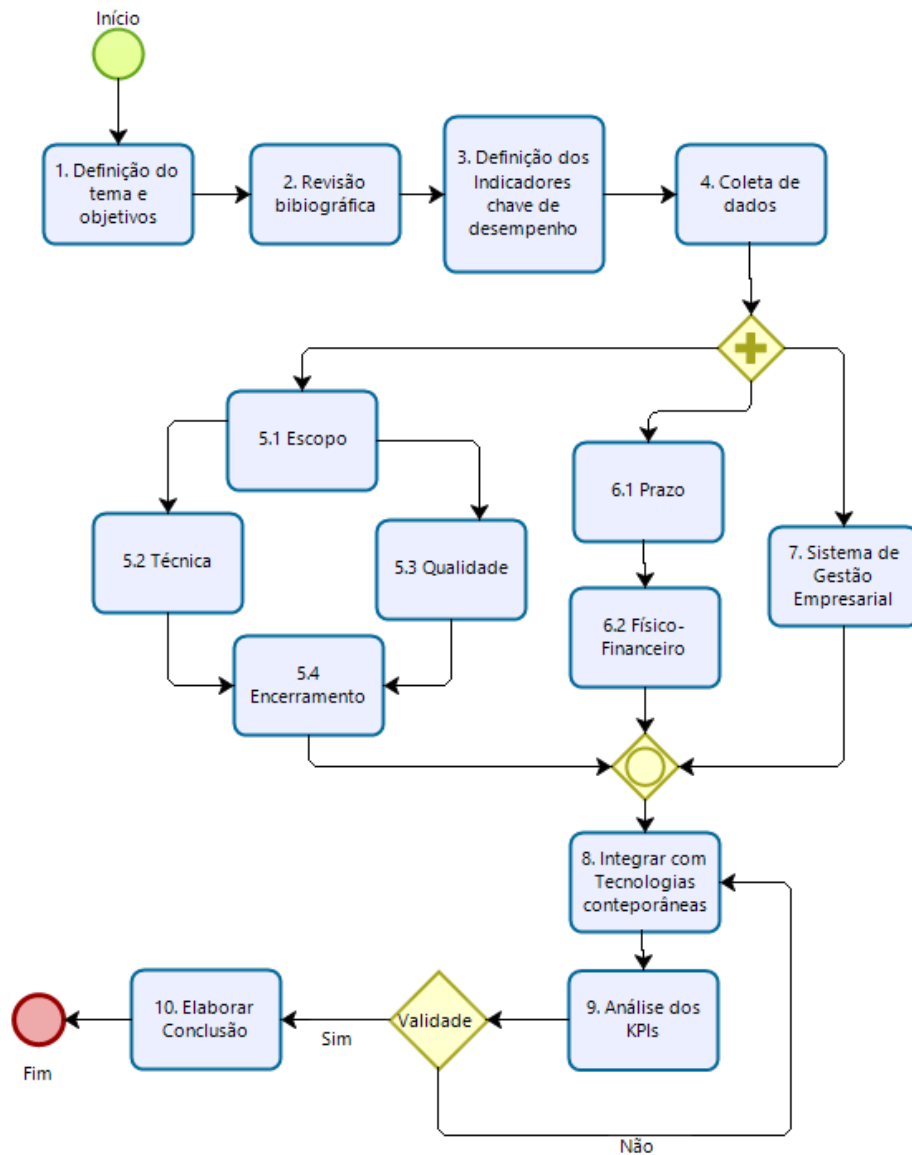 Início
1. Definição do
tema e
objetivos
2. Revisão
bibiográfica
3. Definição dos
Indicadores
chave de
desempenho
4. Coleta de
dados
5.1 Escopo
6.1 Prazo
5.2 Técnica
5.3 Qualidade
7. Sistema de
Gestão
Empresarial
6.2 Físico-
Financeiro
5.4
Encerramento
8. Integrar com
Tecnologias
conteporâneas
9. Análise dos
KPIs
Validade
Sim
Não
10. Elaborar
Conclusão
Fim